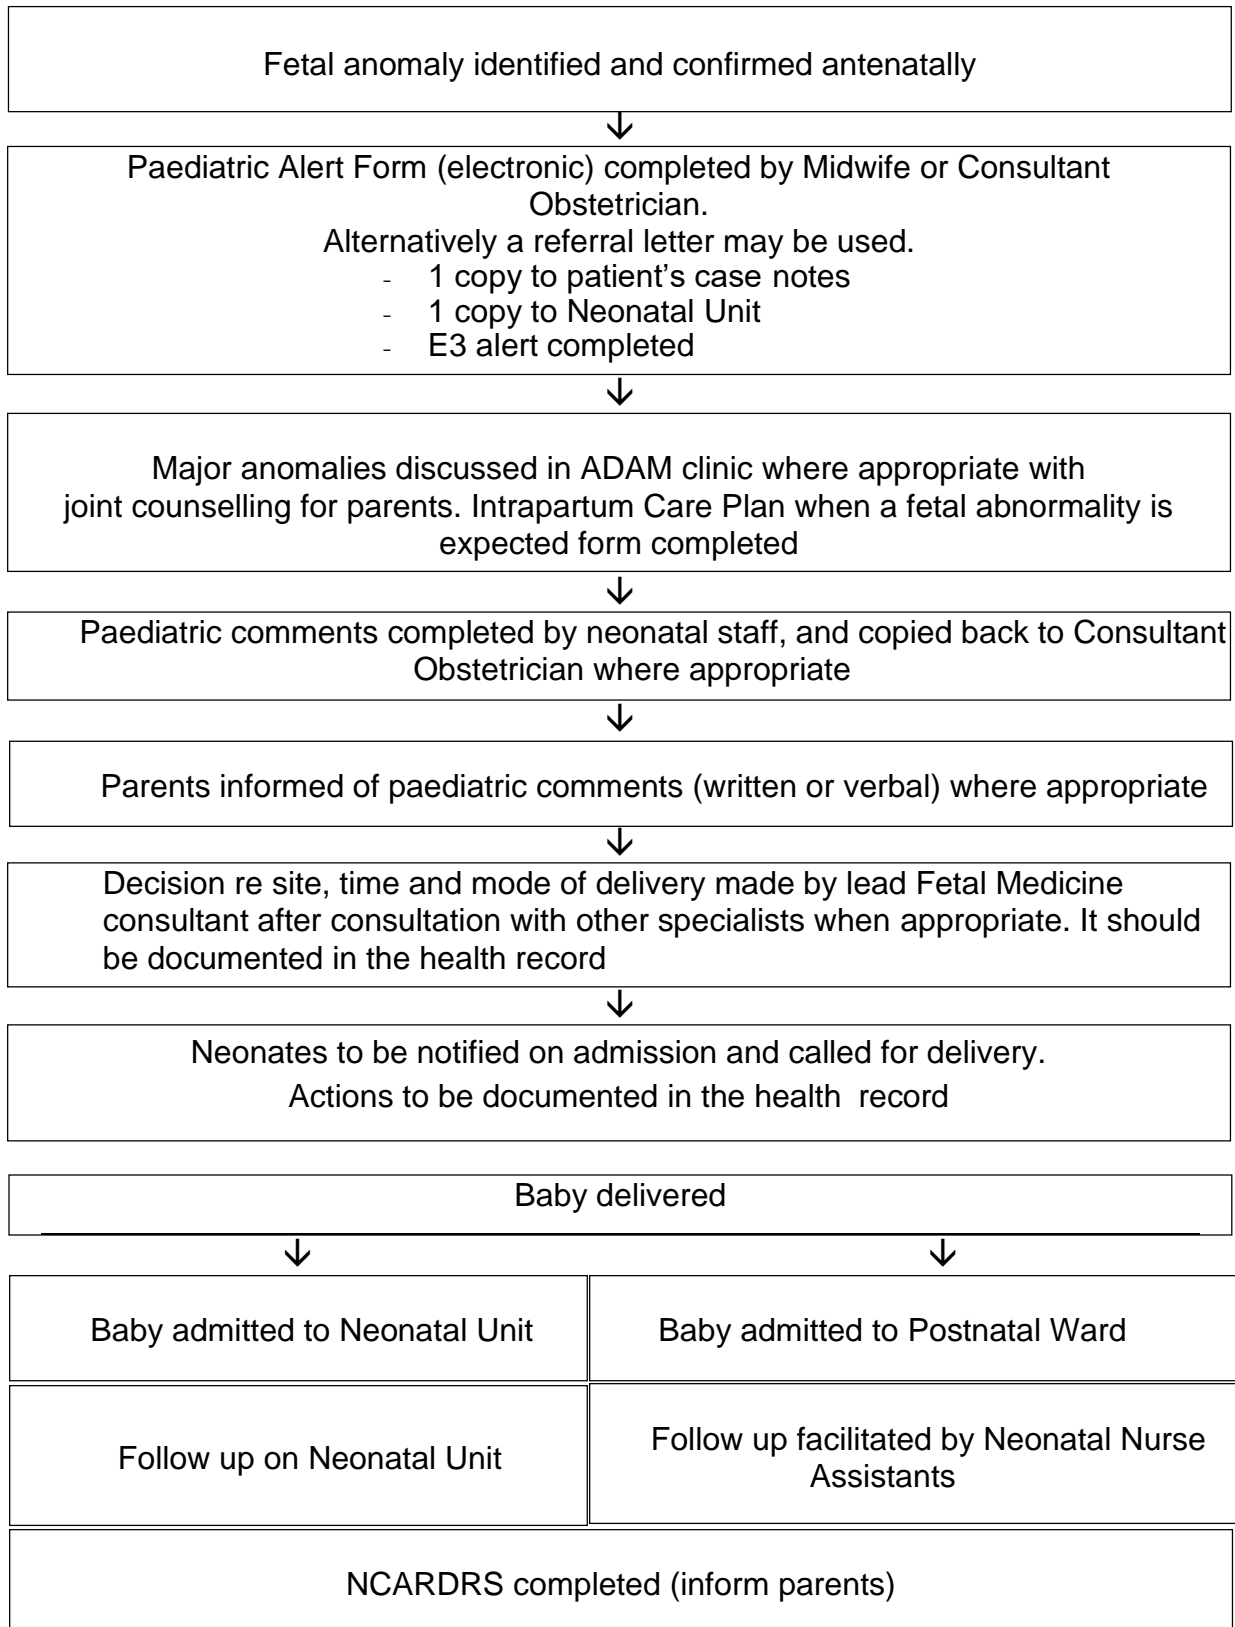 Fetal anomaly identified and confirmed antenatally
Paediatric Alert Form (electronic) completed by Midwife or Consultant
Obstetrician.
Alternatively a referral letter may be used.
- 1 copy to patient’s case notes
- 1 copy to Neonatal Unit
- E3 alert completed
Major anomalies discussed in ADAM clinic where appropriate with
joint counselling for parents. Intrapartum Care Plan when a fetal abnormality is
expected form completed
Paediatric comments completed by neonatal staff, and copied back to Consultant
Obstetrician where appropriate
Parents informed of paediatric comments (written or verbal) where appropriate
Decision re site, time and mode of delivery made by lead Fetal Medicine
consultant after consultation with other specialists when appropriate. It should
be documented in the health record
Neonates to be notified on admission and called for delivery.
Actions to be documented in the health record
Baby delivered
Baby admitted to Neonatal Unit
Baby admitted to Postnatal Ward
Follow up on Neonatal Unit
Follow up facilitated by Neonatal Nurse
Assistants
NCARDRS completed (inform parents)